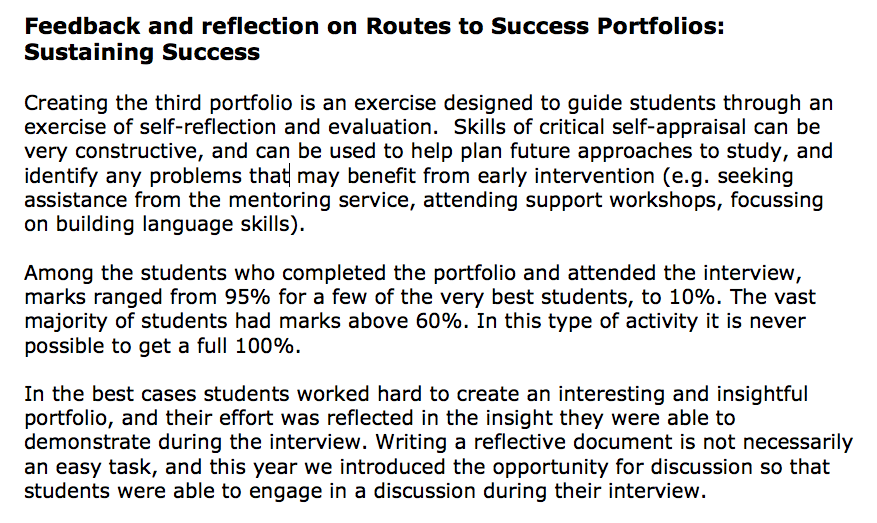 Feedback and reflection on Routes to Success Portfolios:
Sustaining Success
Creating the third portfolio is an exercise designed to guide students through an
exercise of self-reflection and evaluation.  Skills of critical self-appraisal can be
very constructive, and can be used to help plan future approaches to study, and
identify any problems that may benefit from early intervention (e.g. seeking
assistance from the mentoring service, attending support workshops, focussing
on building language skills).
Among the students who completed the portfolio and attended the interview,
marks ranged from 95% for a few of the very best students, to 10%. The vast
majority of students had marks above 60%. In this type of activity it is never
possible to get a full 100%.
In the best cases students worked hard to create an interesting and insightful
portfolio, and their effort was reflected in the insight they were able to
demonstrate during the interview. Writing a reflective document is not necessarily
an easy task, and this year we introduced the opportunity for discussion so that
students were able to engage in a discussion during their interview.